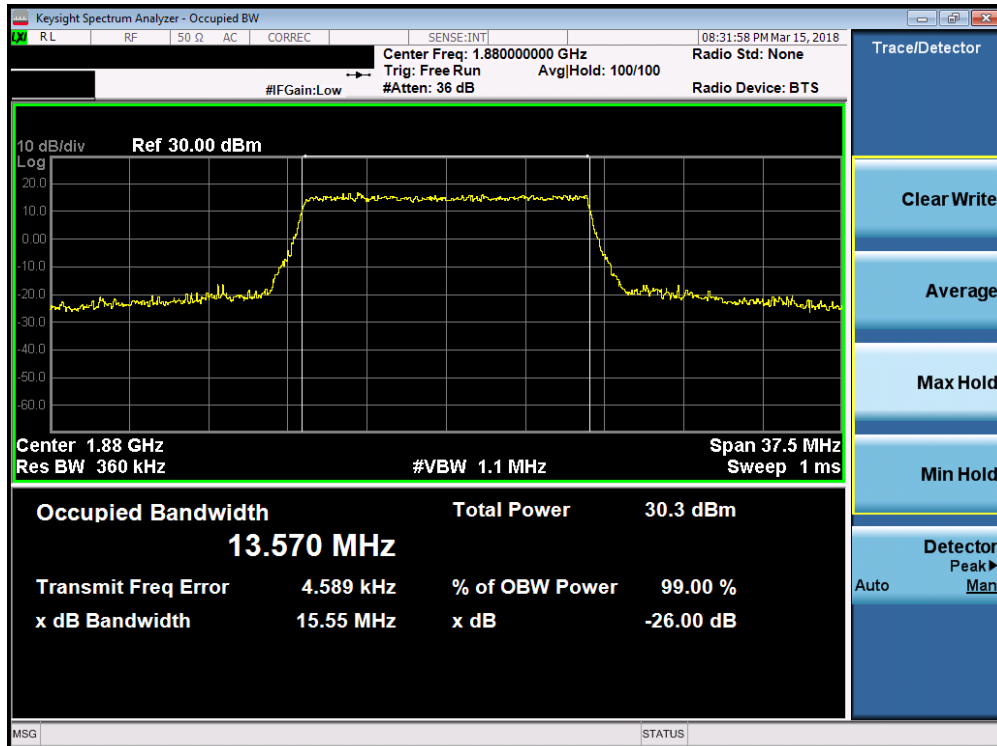 Keysight Spectrum Analyzer - Occupied BW
LXI RL RF 50 Ω AC CORREC SENSE:INT 08:31:58 PM Mar 15, 2018
Center Freq: 1.880000000 GHz Radio Std: None
Trig: Free Run Avg|Hold: 100/100
#IFGain:Low #Atten: 36 dB Radio Device: BTS
10 dB/div Ref 30.00 dBm
Log
20.0
10.0
0.00
-10.0
-20.0
-30.0
-40.0
-50.0
-60.0
Center 1.88 GHz Span 37.5 MHz
Res BW 360 kHz #VBW 1.1 MHz Sweep 1 ms
Occupied Bandwidth Total Power 30.3 dBm
13.570 MHz
Transmit Freq Error 4.589 kHz % of OBW Power 99.00 %
x dB Bandwidth 15.55 MHz x dB -26.00 dB
MSG STATUS
Trace/Detector
Clear Write
Average
Max Hold
Min Hold
Detector
Peak▶
Auto Man